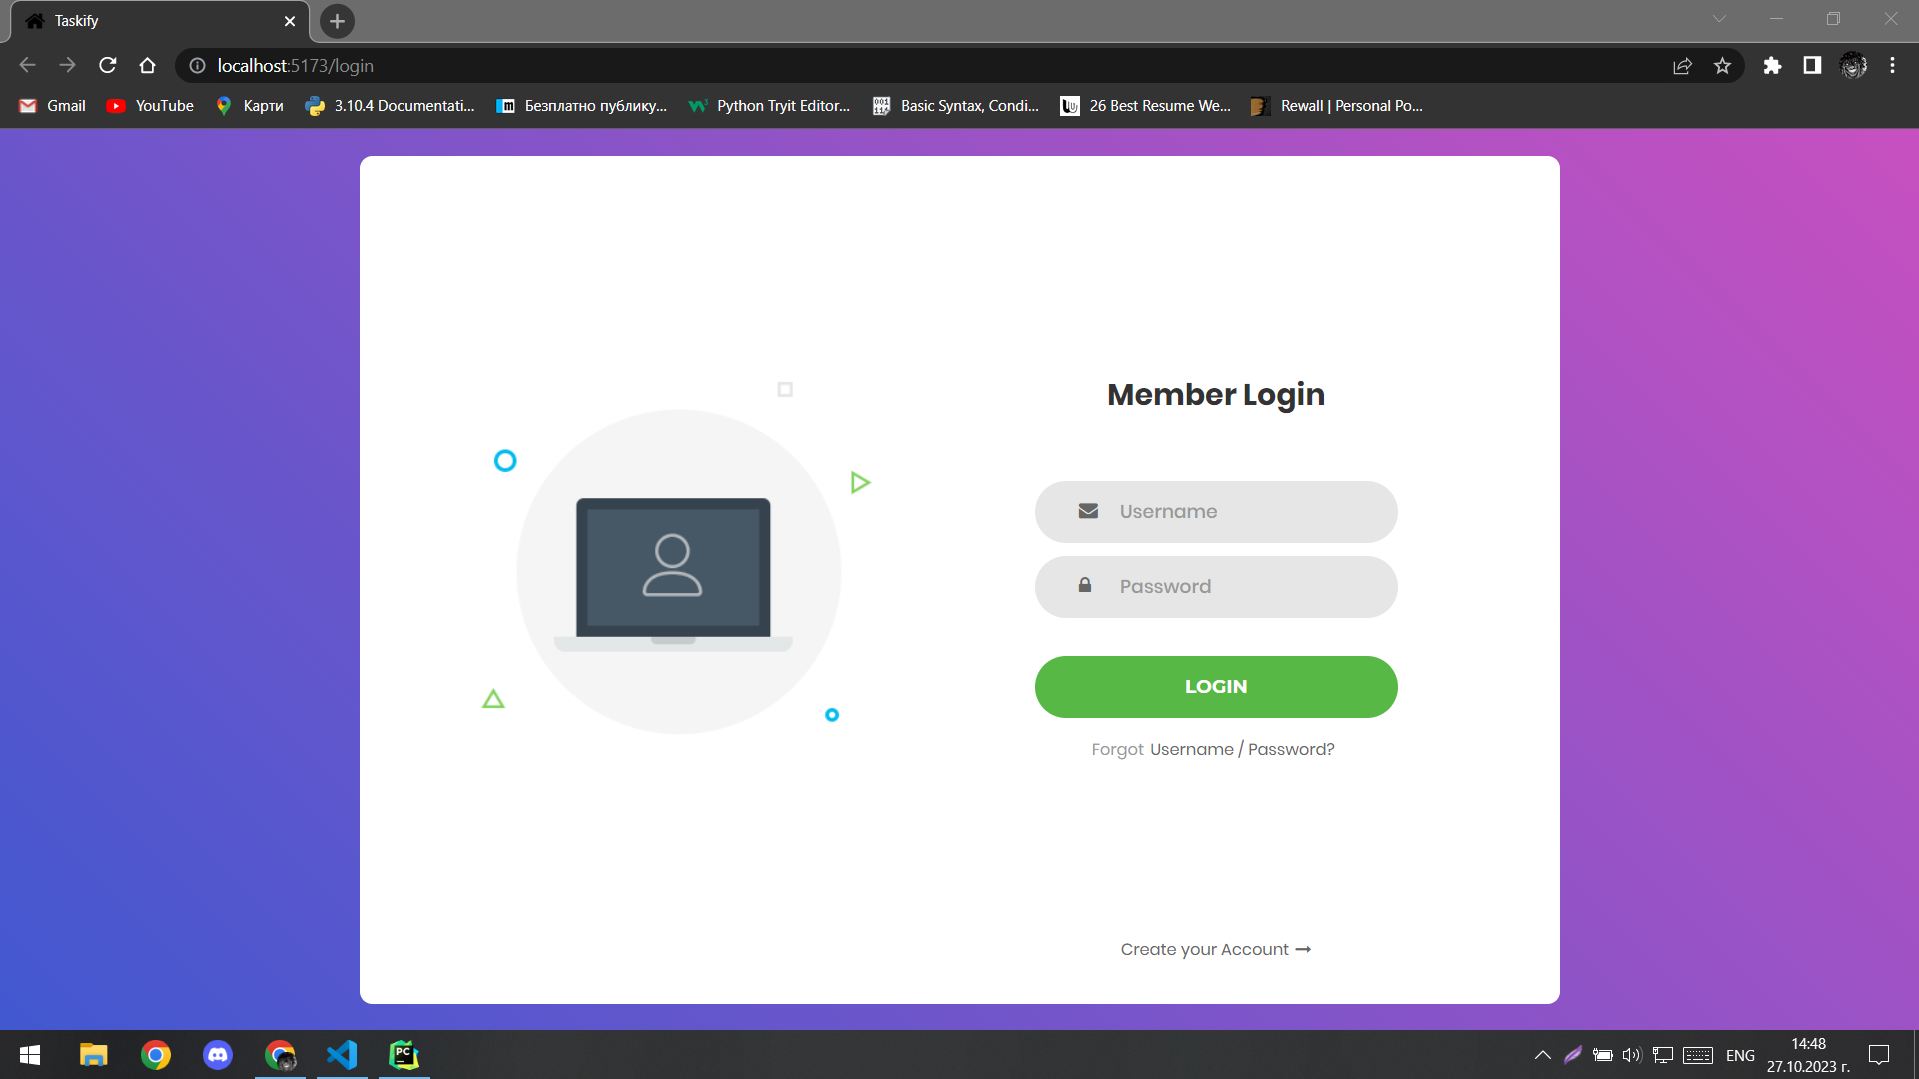 Taskify
localhost:5173/login
Gmail
YouTube
Карти
3.10.4 Documentati...
Безплатно публику...
Python Tryit Editor...
Basic Syntax, Condi...
26 Best Resume We...
Rewall | Personal Po...
Member Login
Username
Password
LOGIN
Forgot Username / Password?
Create your Account
PC
ENG
14:48
27.10.2023 г.